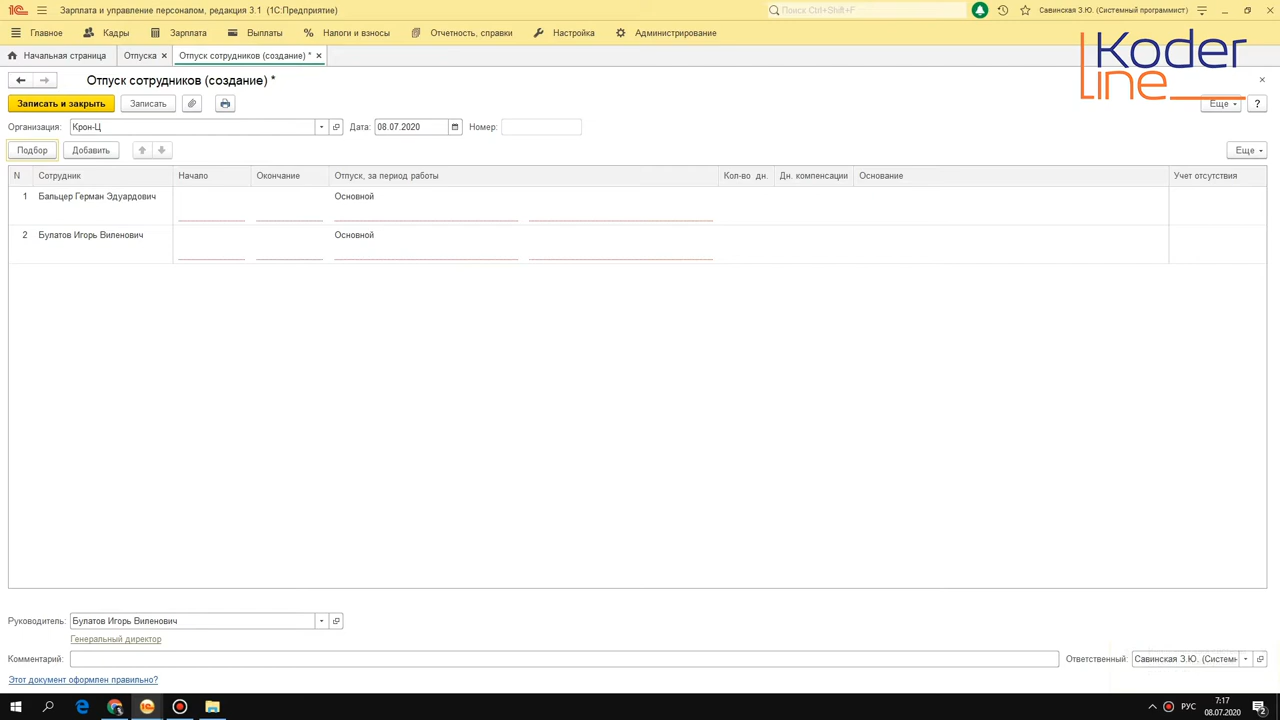 1С Зарплата и управление персоналом, редакция 3.1 (1С:Предприятие) Поиск Ctrl+Shift+F Савинская З.Ю. (Системный программист)
Главное Кадры Зарплата Выплаты % Налоги и взносы Отчетность, справки Настройка Администрирование
Koder
line
Начальная страница Отпуска × Отпуск сотрудников (создание) * ×
Отпуск сотрудников (создание) *
Записать и закрыть Записать Еще ?
Организация: Крон-Ц Дата: 08.07.2020 Номер:
Подбор Добавить Еще
N Сотрудник Начало Окончание Отпуск, за период работы Кол-во дн. Дн. компенсации Основание Учет отсутствия
1 Бальцер Герман Эдуардович Основной
2 Булатов Игорь Виленович Основной
Руководитель: Булатов Игорь Виленович
Генеральный директор
Комментарий: Ответственный: Савинская З.Ю. (Системн
Этот документ оформлен правильно?
РУС 7:17
08.07.2020 2